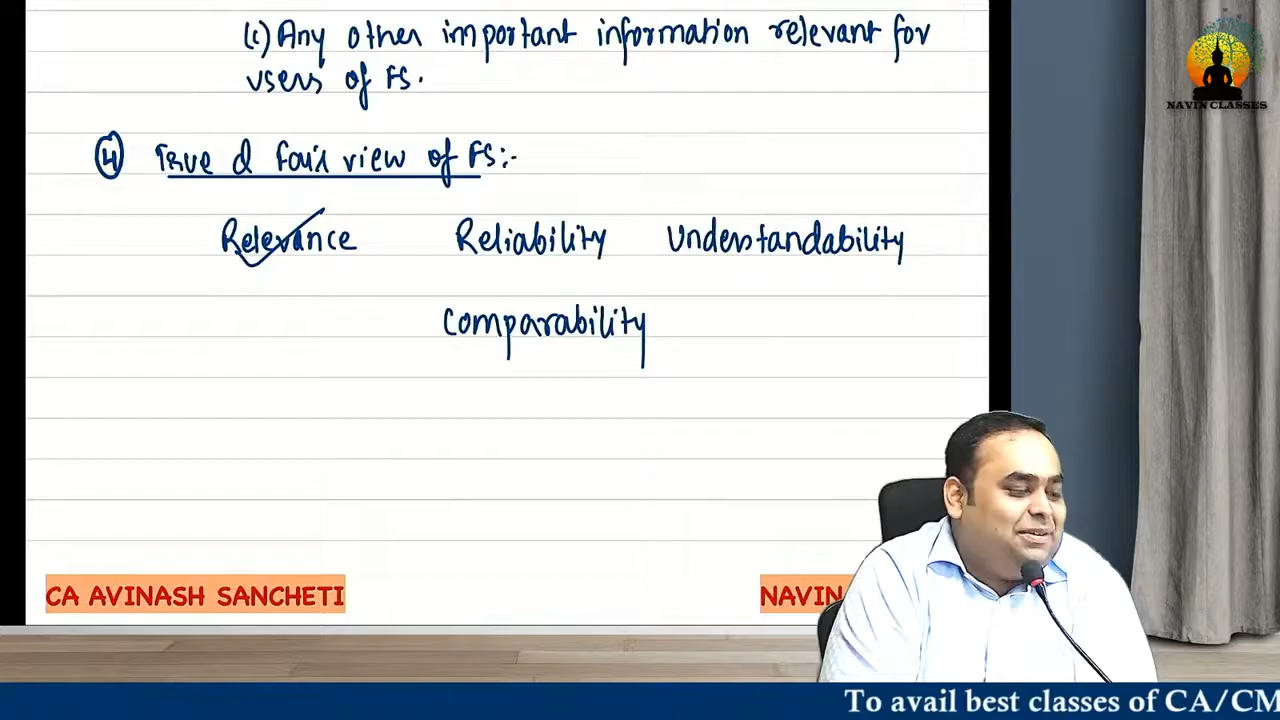 (c) Any other important information relevant for
users of FS.
④ True & Fair view of FS:-
Relevance Reliability Understandability
Comparability
NAVIN CLASSES
CA AVINASH SANCHETI
NAVIN
To avail best classes of CA/CM